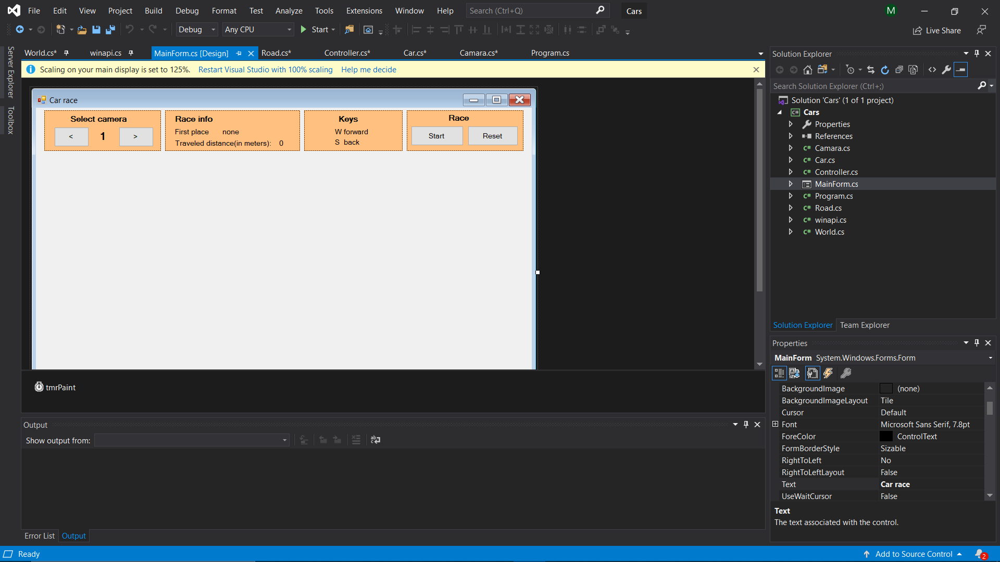 File Edit View Project Build Debug Format Test Analyze Tools Extensions Window Help Search (Ctrl+Q) Cars M
Debug Any CPU Start Live Share
Server Explorer
Toolbox
World.cs* winapi.cs MainForm.cs [Design] Road.cs* Controller.cs* Car.cs* Camara.cs* Program.cs
Scaling on your main display is set to 125%. Restart Visual Studio with 100% scaling Help me decide
Car race
Select camera
< 1 >
Race info
First place none
Traveled distance(in meters): 0
Keys
W forward
S back
Race
Start Reset
tmrPaint
Output
Show output from:
Error List Output
Solution Explorer
Search Solution Explorer (Ctrl+;)
Solution 'Cars' (1 of 1 project)
C# Cars
Properties
References
C# Camara.cs
C# Car.cs
C# Controller.cs
MainForm.cs
C# Program.cs
C# Road.cs
C# winapi.cs
C# World.cs
Solution Explorer Team Explorer
Properties
MainForm System.Windows.Forms.Form
BackgroundImage (none)
BackgroundImageLayout Tile
Cursor Default
Font Microsoft Sans Serif, 7.8pt
ForeColor ControlText
FormBorderStyle Sizable
RightToLeft No
RightToLeftLayout False
Text Car race
UseWaitCursor False
Text
The text associated with the control.
Ready Add to Source Control 2